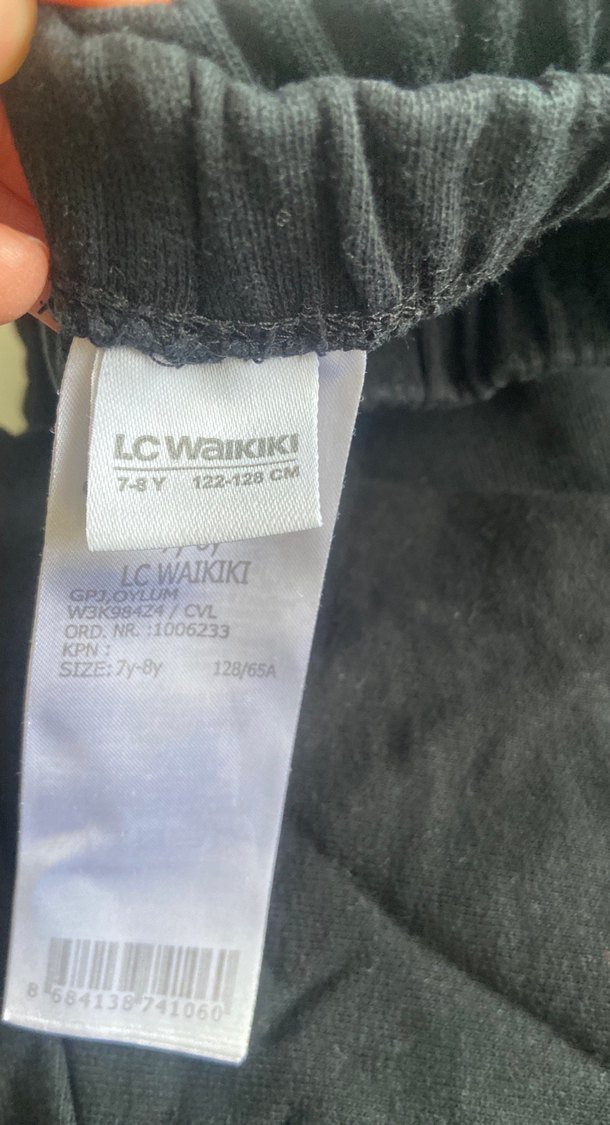 LC WAIKIKI
7-8 Y 122-128 CM
LC WAIKIKI
GPJ.OYLUM
W3K984Z4 / CVL
ORD. NR. :1006233
KPN :
SIZE: 7y-8y 128/65A
8 684138 741060